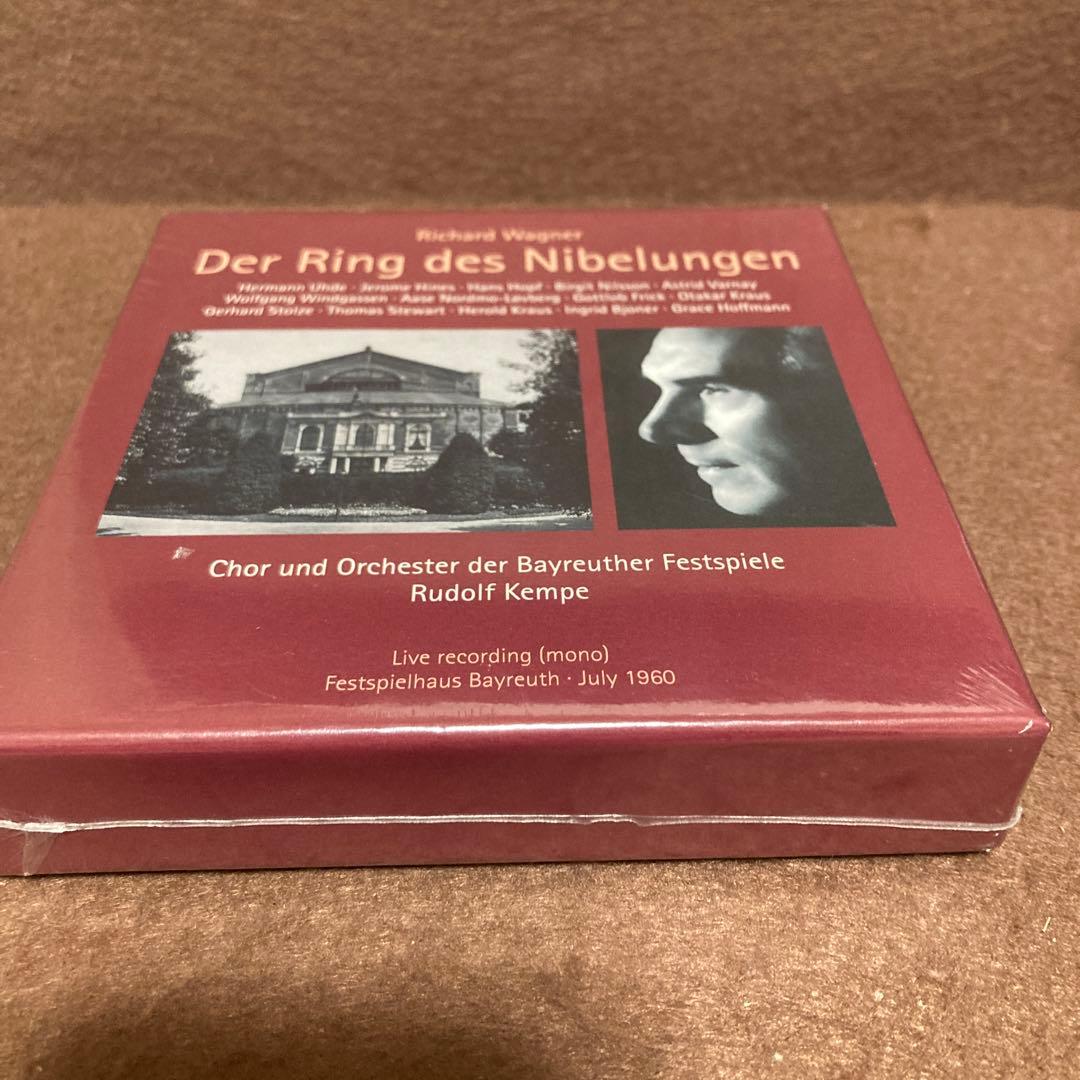 Richard Wagner
Der Ring des Nibelungen
Hermann Uhde · Jerome Hines · Hans Hopf · Birgit Nilsson · Astrid Varnay
Wolfgang Windgassen · Aase Nordmo-Løvberg · Gottlob Frick · Otakar Kraus
Gerhard Stolze · Thomas Stewart · Herold Kraus · Ingrid Bjoner · Grace Hoffmann
Chor und Orchester der Bayreuther Festspiele
Rudolf Kempe
Live recording (mono)
Festspielhaus Bayreuth · July 1960